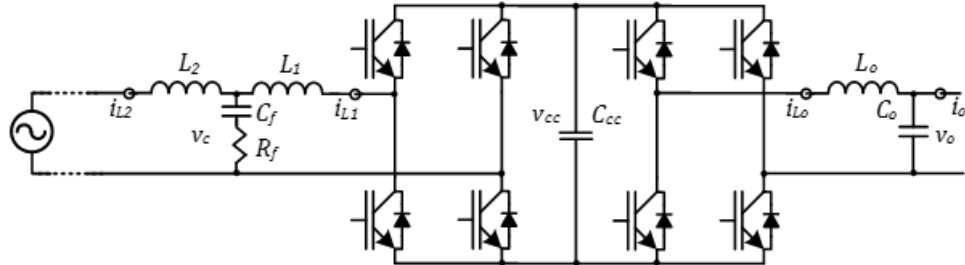 L2 L1 Lo
iL2 Cf iL1 vcc Ccc iLo Co io
vc Rf vo